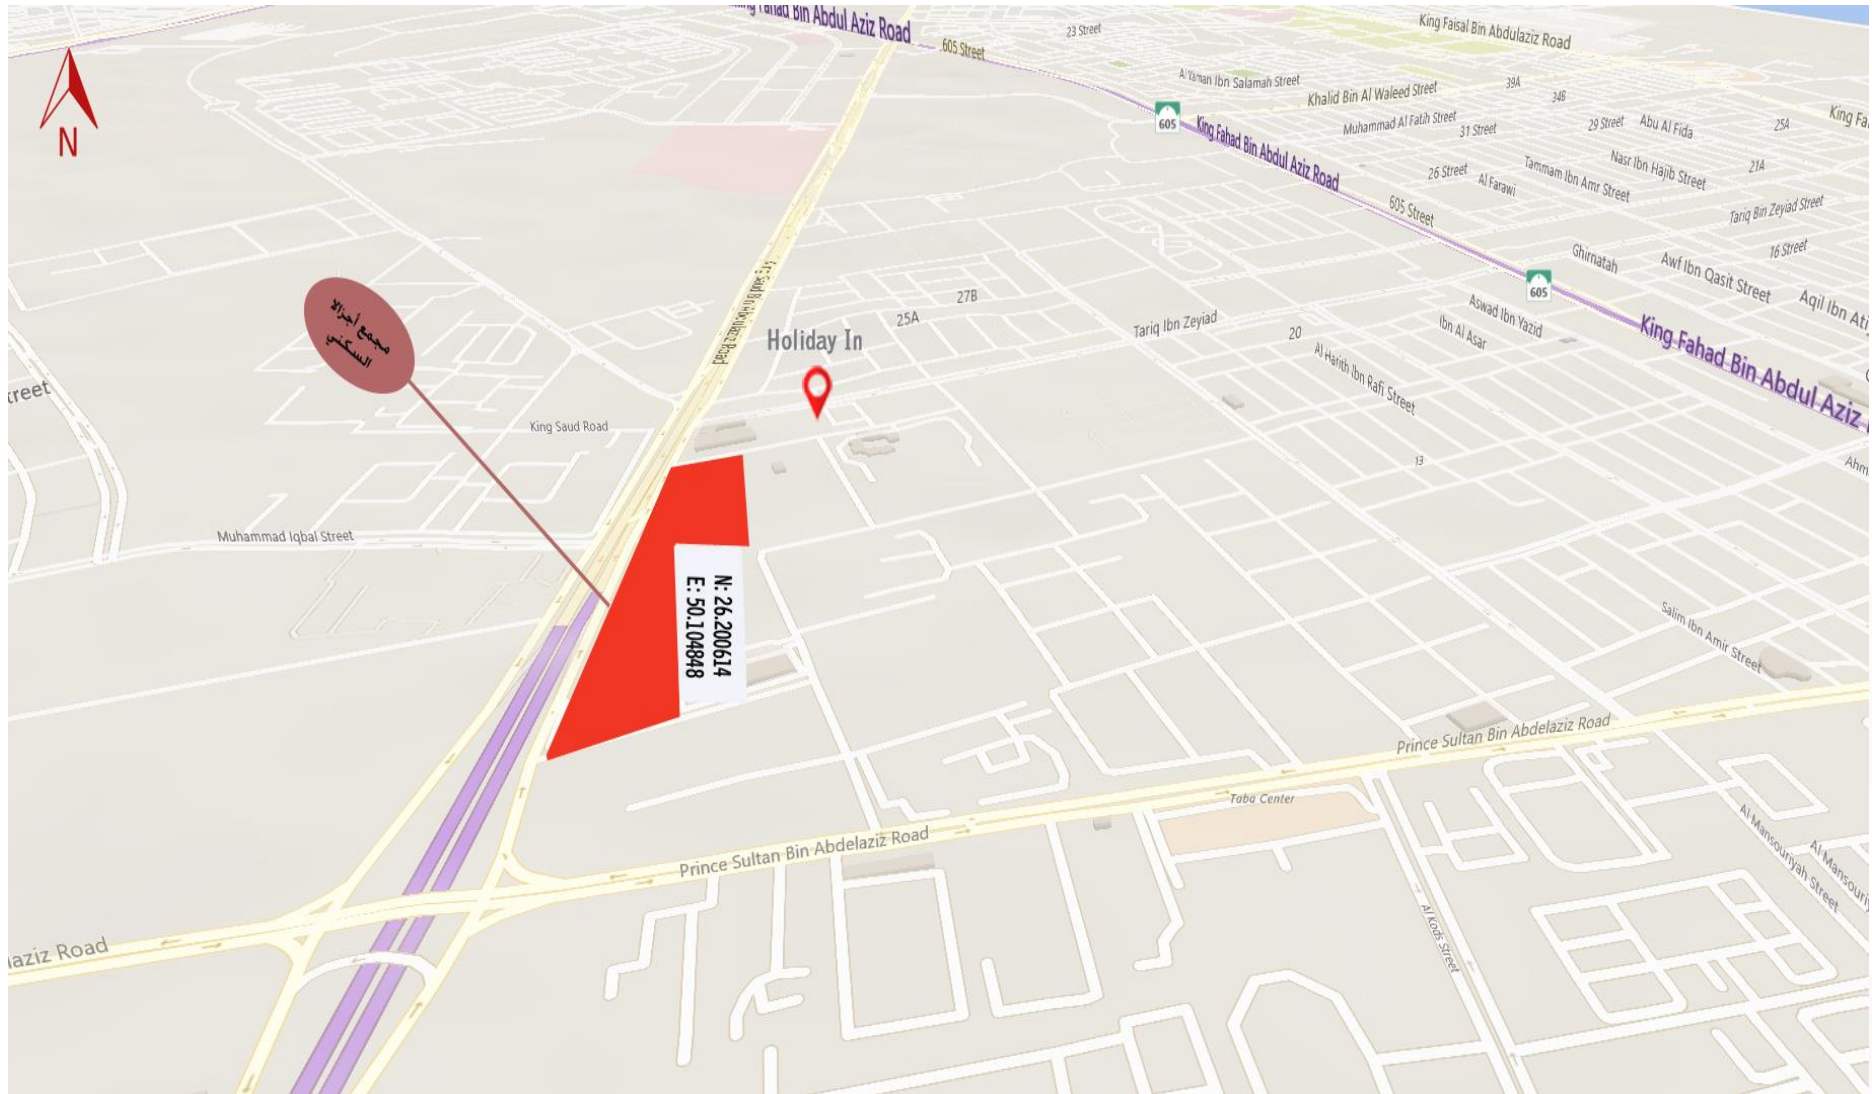 King Fahad Bin Abdul Aziz Road
605 Street
23 Street
King Faisal Bin Abdulaziz Road
Al Yaman Ibn Salamah Street
39A
34B
Khalid Bin Al Waleed Street
605
King Fahad Bin Abdul Aziz Road
Muhammad Al Fatih Street
31 Street
29 Street
Abu Al Fida
25A
King Fa
N
26 Street
Al Farawi
Tammam Ibn Amr Street
Nasr Ibn Hajib Street
21A
605 Street
Tariq Bin Zeyiad Street
Ghirnatah
16 Street
Awf Ibn Qasit Street
Aqil Ibn Ati
605
مجمع أجزالا
السكني
27B
25A
Holiday In
Tariq Ibn Zeyiad
20
Aswad Ibn Yazid
Ibn Al Asar
King Fahad Bin Abdul Aziz
Al Harith Ibn Rafi Street
treet
King Saud Road
13
Ahm
Muhammad Iqbal Street
N: 26.200614
E: 50.104848
Salim Ibn Amir Street
Prince Sultan Bin Abdelaziz Road
Taba Center
Prince Sultan Bin Abdelaziz Road
Al Mansouriyah Street
Al Mansouriy
Al Kods Street
laziz Road